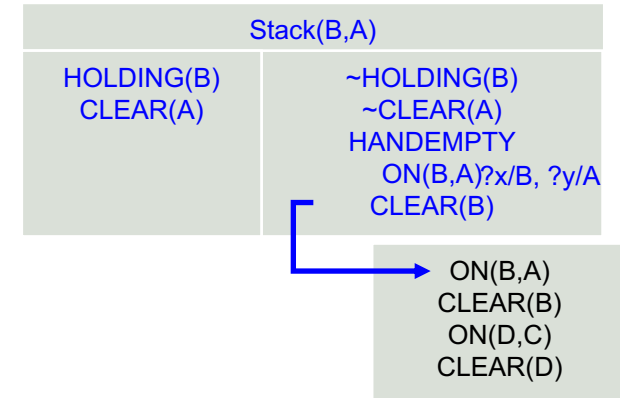 Stack(B,A)
HOLDING(B)
CLEAR(A)
~HOLDING(B)
~CLEAR(A)
HANDEMPTY
ON(B,A)?x/B, ?y/A
CLEAR(B)
ON(B,A)
CLEAR(B)
ON(D,C)
CLEAR(D)